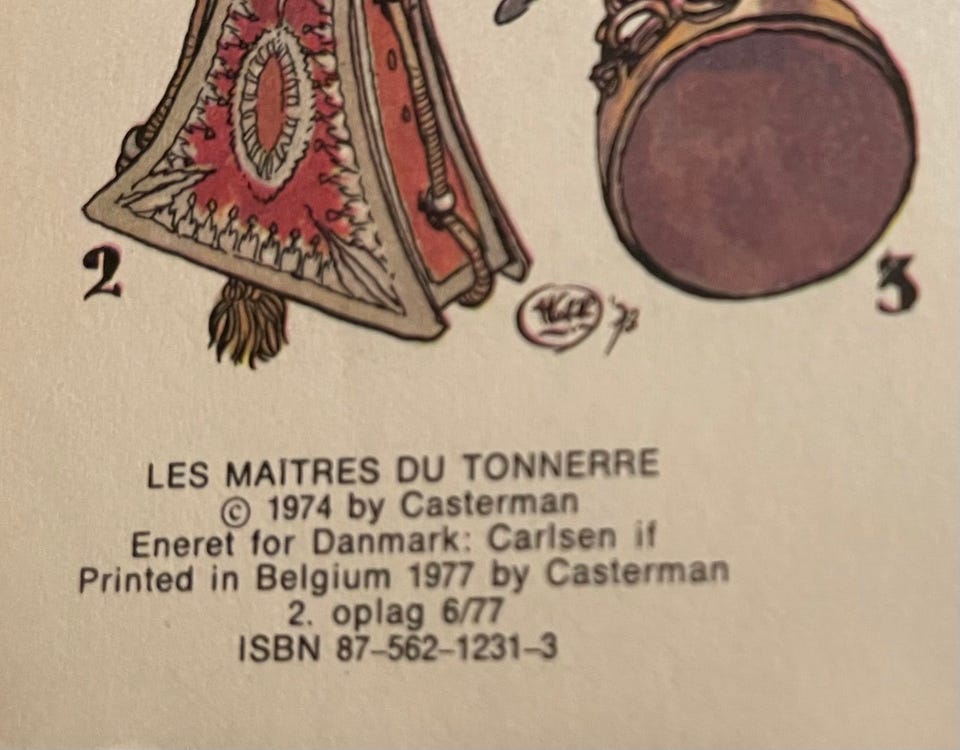 2
3
'73
LES MAITRES DU TONNERRE
© 1974 by Casterman
Eneret for Danmark: Carlsen if
Printed in Belgium 1977 by Casterman
2. oplag 6/77
ISBN 87–562–1231–3